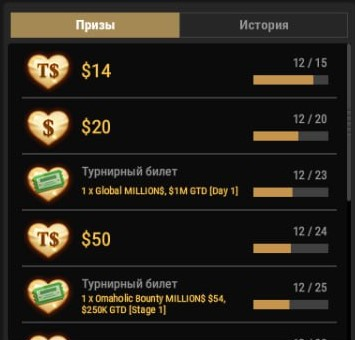 Призы
История
T$
$14
12 / 15
$
$20
12 / 20
Турнирный билет
12 / 23
1 x Global MILLION$, $1M GTD [Day 1]
T$
$50
12 / 24
Турнирный билет
12 / 25
1 x Omaholic Bounty MILLION$ $54,
$250K GTD [Stage 1]